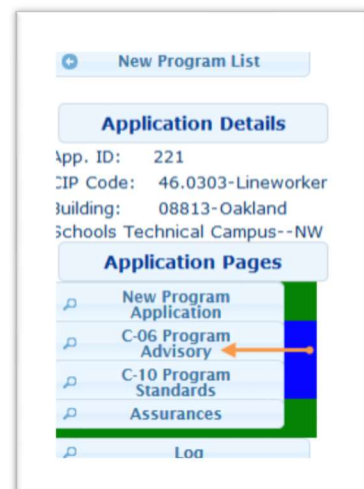 New Program List
Application Details
App. ID: 221
CIP Code: 46.0303-Lineworker
Building: 08813-Oakland
Schools Technical Campus--NW
Application Pages
New Program
Application
C-06 Program
Advisory
C-10 Program
Standards
Assurances
Log